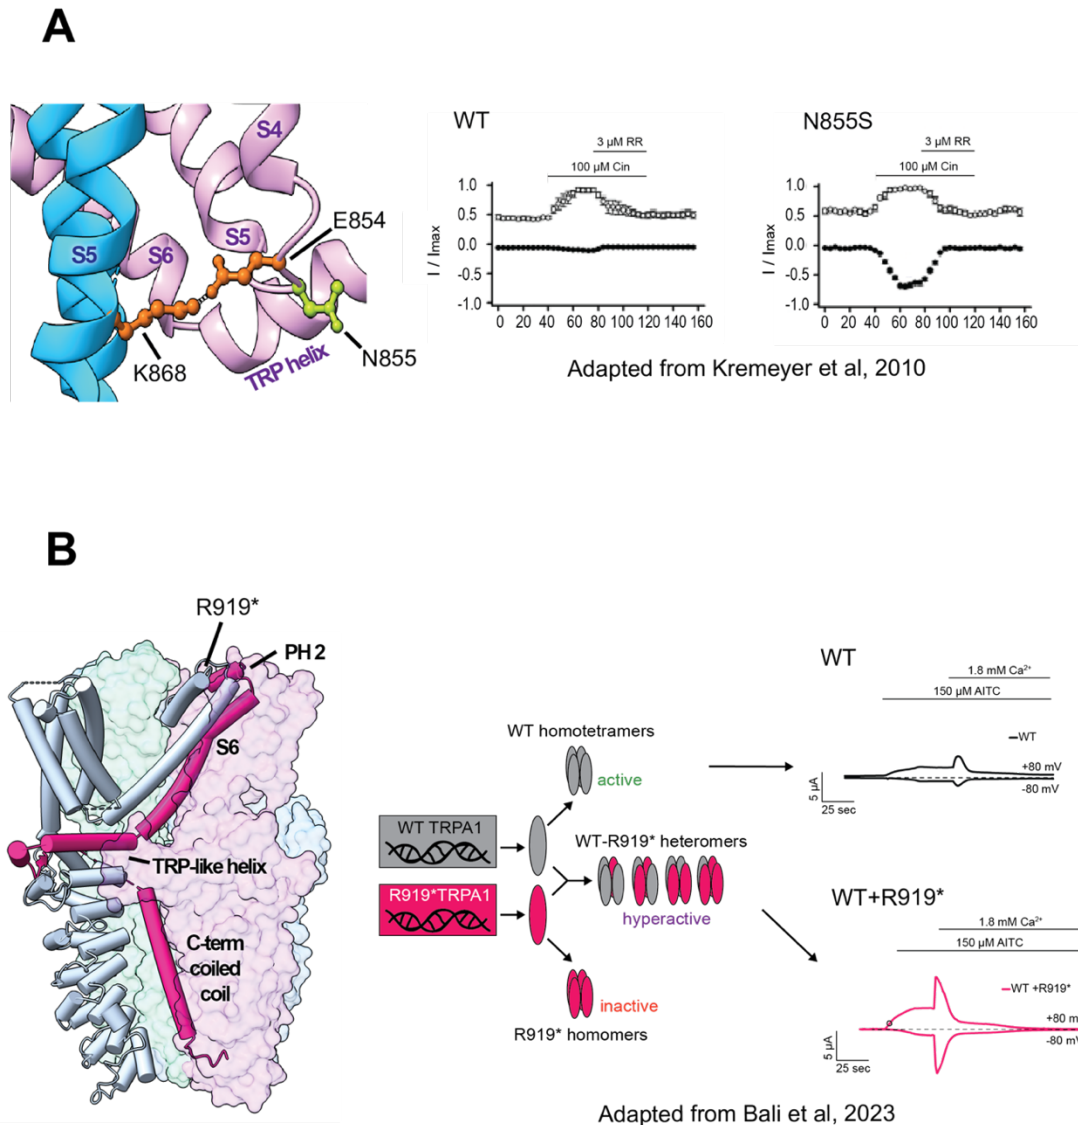 A
S4
S5
S5
S6
E854
K868
N855
TRP helix
WT
3 µM RR
100 µM Cin
1.0
0.5
0.0
-0.5
-1.0
I / Imax
0 20 40 60 80 100 120 140 160
N855S
3 µM RR
100 µM Cin
1.0
0.5
0.0
-0.5
-1.0
I / Imax
0 20 40 60 80 100 120 140 160
Adapted from Kremeyer et al, 2010
B
R919*
PH 2
S6
TRP-like helix
C-term
coiled
coil
WT homotetramers
active
WT TRPA1
WT-R919* heteromers
R919*TRPA1
hyperactive
inactive
R919* homomers
WT
1.8 mM Ca²⁺
150 µM AITC
WT
+80 mV
-80 mV
5 µA
25 sec
WT+R919*
1.8 mM Ca²⁺
150 µM AITC
WT +R919*
+80 m
-80 mV
5 µA
25 sec
Adapted from Bali et al, 2023